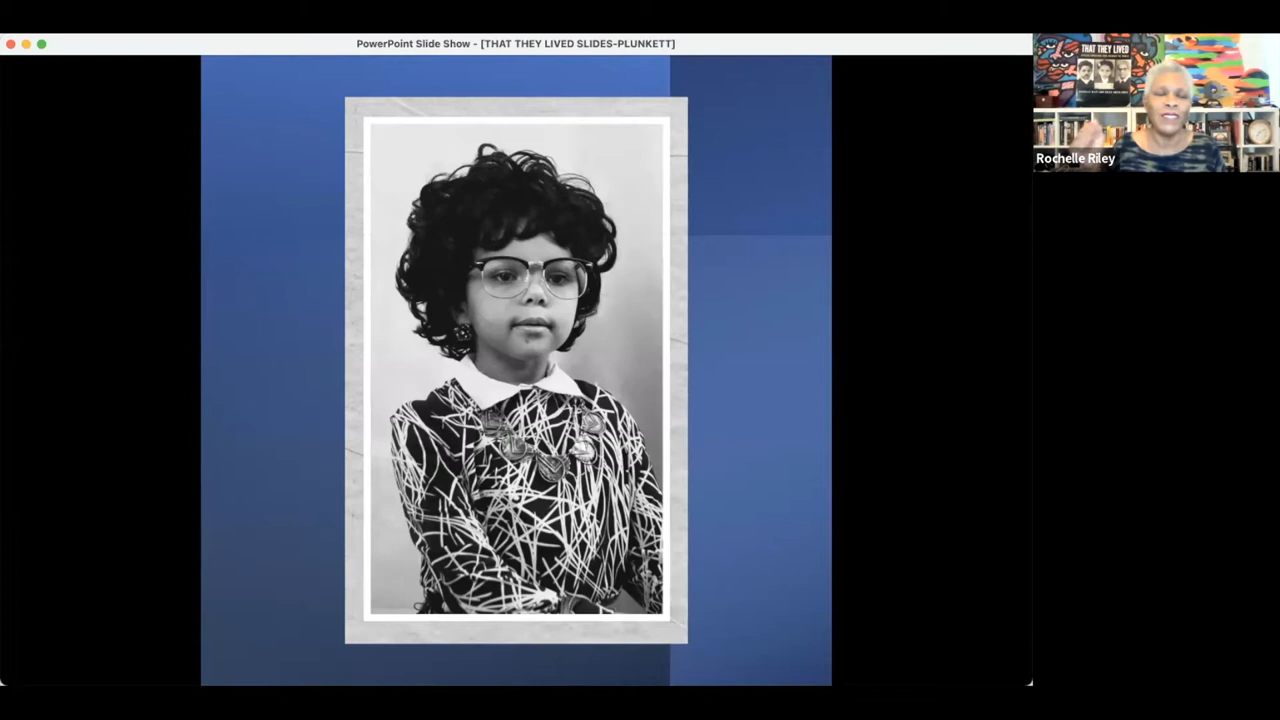 PowerPoint Slide Show - [THAT THEY LIVED SLIDES-PLUNKETT]
THAT THEY LIVED
Rochelle Riley